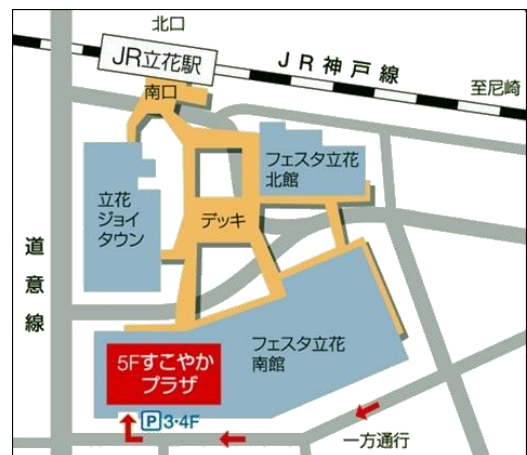 北口
JR立花駅
JR神戸線
南口
至尼崎
フェスタ立花
北館
立花
ジョイ
タウン
デッキ
道意線
フェスタ立花
南館
5Fすこやか
プラザ
P3・4F
一方通行